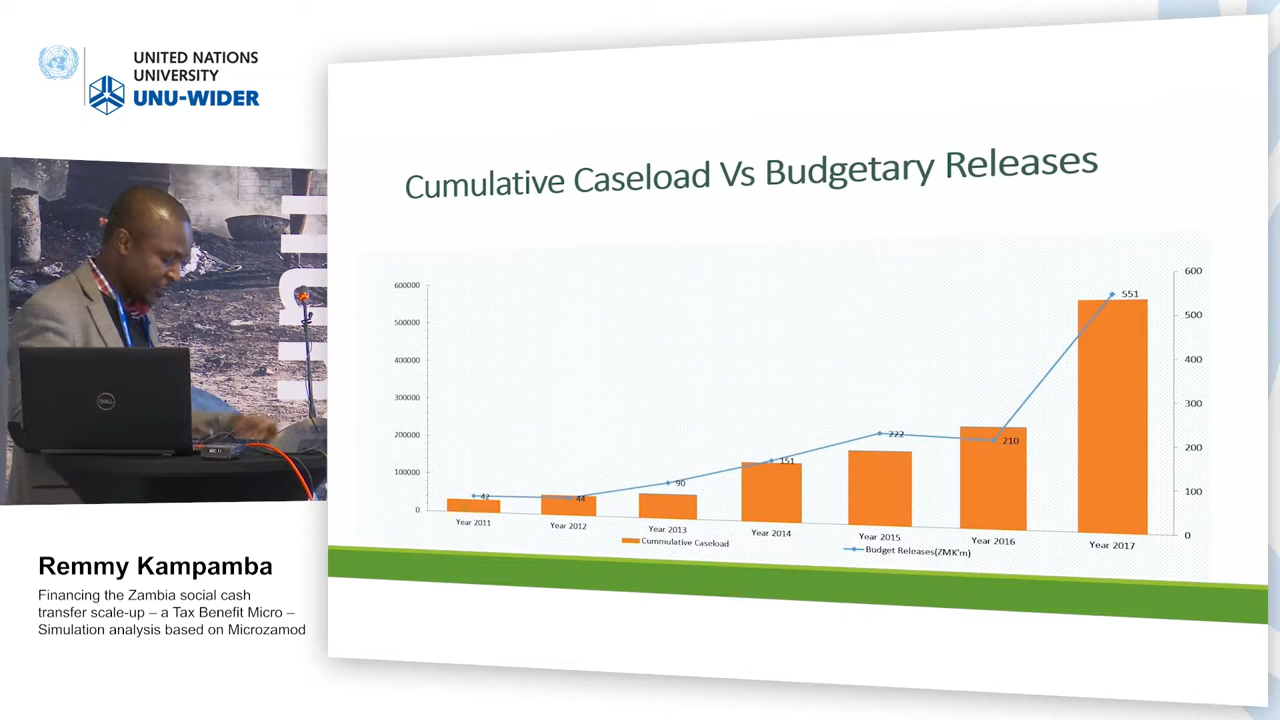 UNITED NATIONS
UNIVERSITY
UNU-WIDER
Cumulative Caseload Vs Budgetary Releases
600000
500000
400000
300000
200000
100000
0
600
500
400
300
200
100
0
42
44
90
151
222
210
551
Year 2011
Year 2012
Year 2013
Year 2014
Year 2015
Year 2016
Year 2017
Cummulative Caseload
Budget Releases(ZMK'm)
DELL
Remmy Kampamba
Financing the Zambia social cash
transfer scale-up – a Tax Benefit Micro –
Simulation analysis based on Microzamod